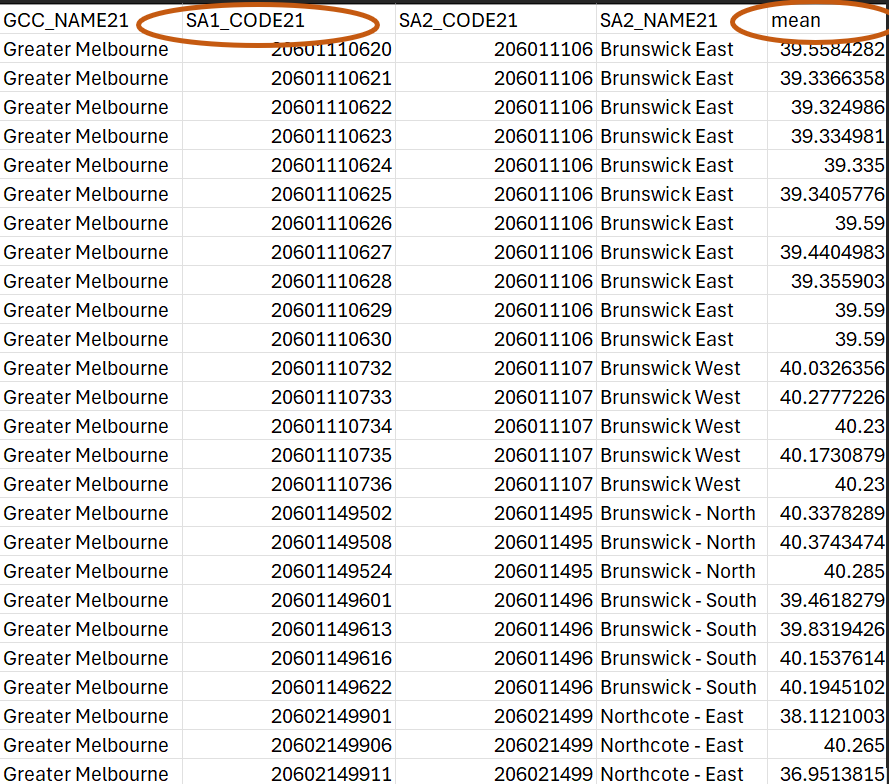 GCC_NAME21 SA1_CODE21 SA2_CODE21 SA2_NAME21 mean
Greater Melbourne 20601110620 206011106 Brunswick East 39.5584282
Greater Melbourne 20601110621 206011106 Brunswick East 39.3366358
Greater Melbourne 20601110622 206011106 Brunswick East 39.324986
Greater Melbourne 20601110623 206011106 Brunswick East 39.334981
Greater Melbourne 20601110624 206011106 Brunswick East 39.335
Greater Melbourne 20601110625 206011106 Brunswick East 39.3405776
Greater Melbourne 20601110626 206011106 Brunswick East 39.59
Greater Melbourne 20601110627 206011106 Brunswick East 39.4404983
Greater Melbourne 20601110628 206011106 Brunswick East 39.355903
Greater Melbourne 20601110629 206011106 Brunswick East 39.59
Greater Melbourne 20601110630 206011106 Brunswick East 39.59
Greater Melbourne 20601110732 206011107 Brunswick West 40.0326356
Greater Melbourne 20601110733 206011107 Brunswick West 40.2777226
Greater Melbourne 20601110734 206011107 Brunswick West 40.23
Greater Melbourne 20601110735 206011107 Brunswick West 40.1730879
Greater Melbourne 20601110736 206011107 Brunswick West 40.23
Greater Melbourne 20601149502 206011495 Brunswick - North 40.3378289
Greater Melbourne 20601149508 206011495 Brunswick - North 40.3743474
Greater Melbourne 20601149524 206011495 Brunswick - North 40.285
Greater Melbourne 20601149601 206011496 Brunswick - South 39.4618279
Greater Melbourne 20601149613 206011496 Brunswick - South 39.8319426
Greater Melbourne 20601149616 206011496 Brunswick - South 40.1537614
Greater Melbourne 20601149622 206011496 Brunswick - South 40.1945102
Greater Melbourne 20602149901 206021499 Northcote - East 38.1121003
Greater Melbourne 20602149906 206021499 Northcote - East 40.265
Greater Melbourne 20602149911 206021499 Northcote - East 36.9513815